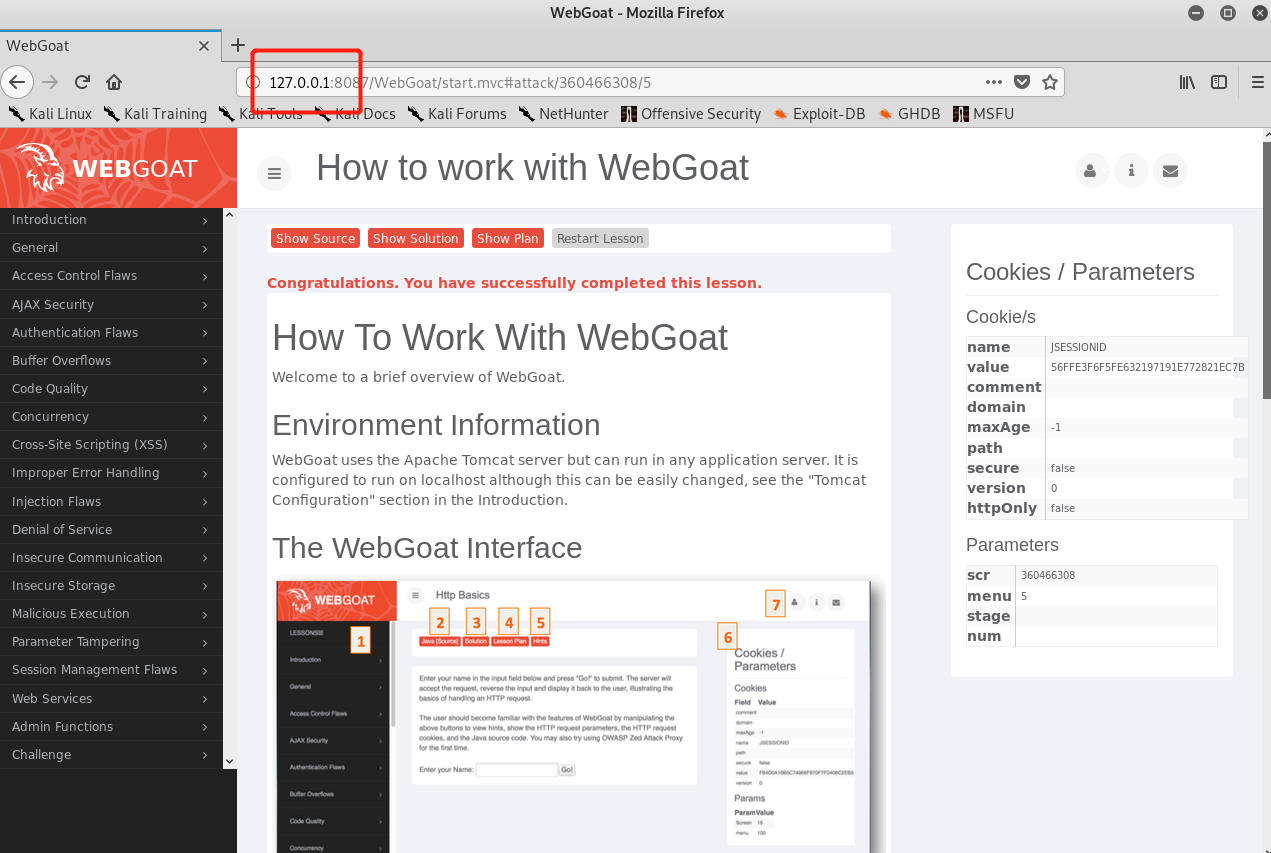 WebGoat - Mozilla Firefox
WebGoat
127.0.0.1:8087/WebGoat/start.mvc#attack/360466308/5
Kali Linux Kali Training Kali Tools Kali Docs Kali Forums NetHunter Offensive Security Exploit-DB GHDB MSFU
WEBGOAT
How to work with WebGoat
Introduction
General
Access Control Flaws
AJAX Security
Authentication Flaws
Buffer Overflows
Code Quality
Concurrency
Cross-Site Scripting (XSS)
Improper Error Handling
Injection Flaws
Denial of Service
Insecure Communication
Insecure Storage
Malicious Execution
Parameter Tampering
Session Management Flaws
Web Services
Admin Functions
Challenge
Show Source Show Solution Show Plan Restart Lesson
Congratulations. You have successfully completed this lesson.
How To Work With WebGoat
Welcome to a brief overview of WebGoat.
Environment Information
WebGoat uses the Apache Tomcat server but can run in any application server. It is
configured to run on localhost although this can be easily changed, see the "Tomcat
Configuration" section in the Introduction.
The WebGoat Interface
WEBGOAT
Http Basics
1
2
3
4
5
6
7
Java [Source] Solution Lesson Plan Hints
Introduction
General
Access Control Flaws
AJAX Security
Authentication Flaws
Buffer Overflows
Code Quality
Concurrency
Enter your name in the input field below and press "Go!" to submit. The server will
accept the request, reverse the input and display it back to the user, illustrating the
basics of handling an HTTP request.
The user should become familiar with the features of WebGoat by manipulating the
above buttons to view hints, show the HTTP request parameters, the HTTP request
cookies, and the Java source code. You may also try using OWASP Zed Attack Proxy
for the first time.
Enter your Name: Go!
Cookies /
Parameters
Cookies
Field Value
comment
domain
maxAge -1
name JSESSIONID
path
secure false
value
version 0
Params
ParamValue
Screen 16
menu 100
Cookies / Parameters
Cookie/s
name JSESSIONID
value 56FFE3F6F5FE632197191E772821EC7B
comment
domain
maxAge -1
path
secure false
version 0
httpOnly false
Parameters
scr 360466308
menu 5
stage
num